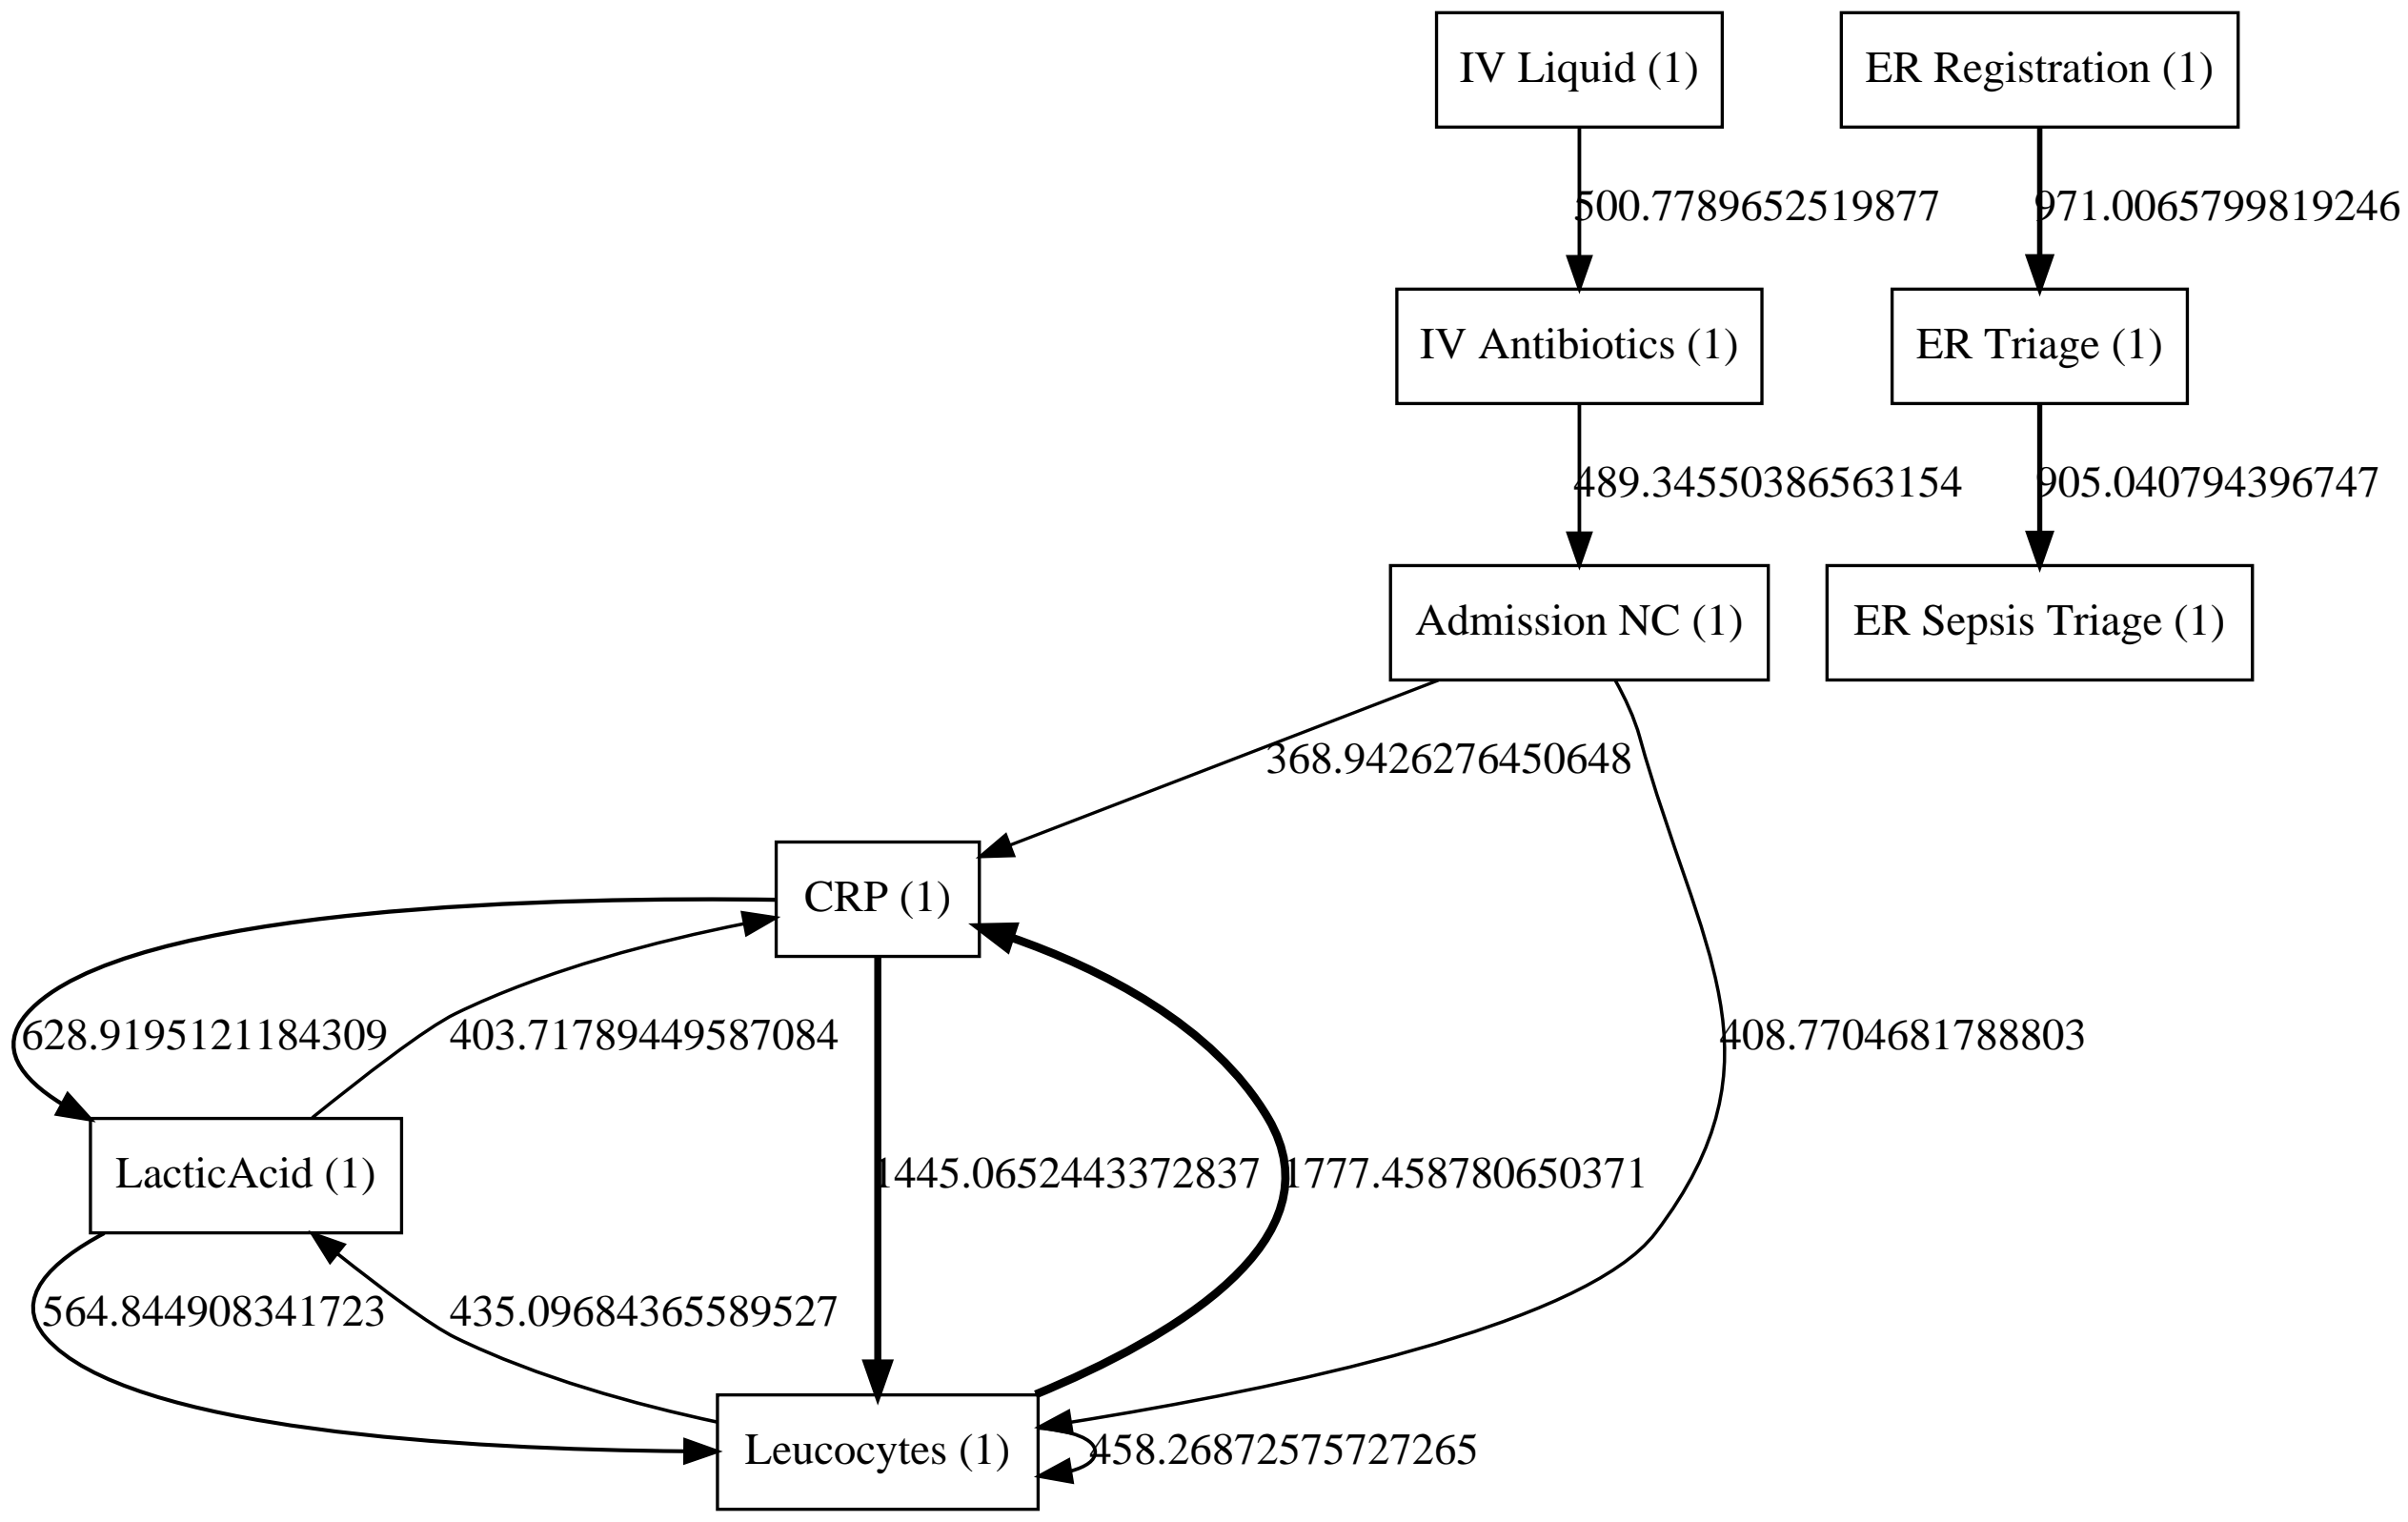 IV Liquid (1)
ER Registration (1)
500.7789652519877
971.0065799819246
IV Antibiotics (1)
ER Triage (1)
489.34550386563154
905.040794396747
Admission NC (1)
ER Sepsis Triage (1)
368.9426276450648
CRP (1)
628.9195121184309
403.71789449587084
408.7704681788803
LacticAcid (1)
1445.0652443372837
1777.458780650371
564.844908341723
435.09684365589527
Leucocytes (1)
458.26872575727265